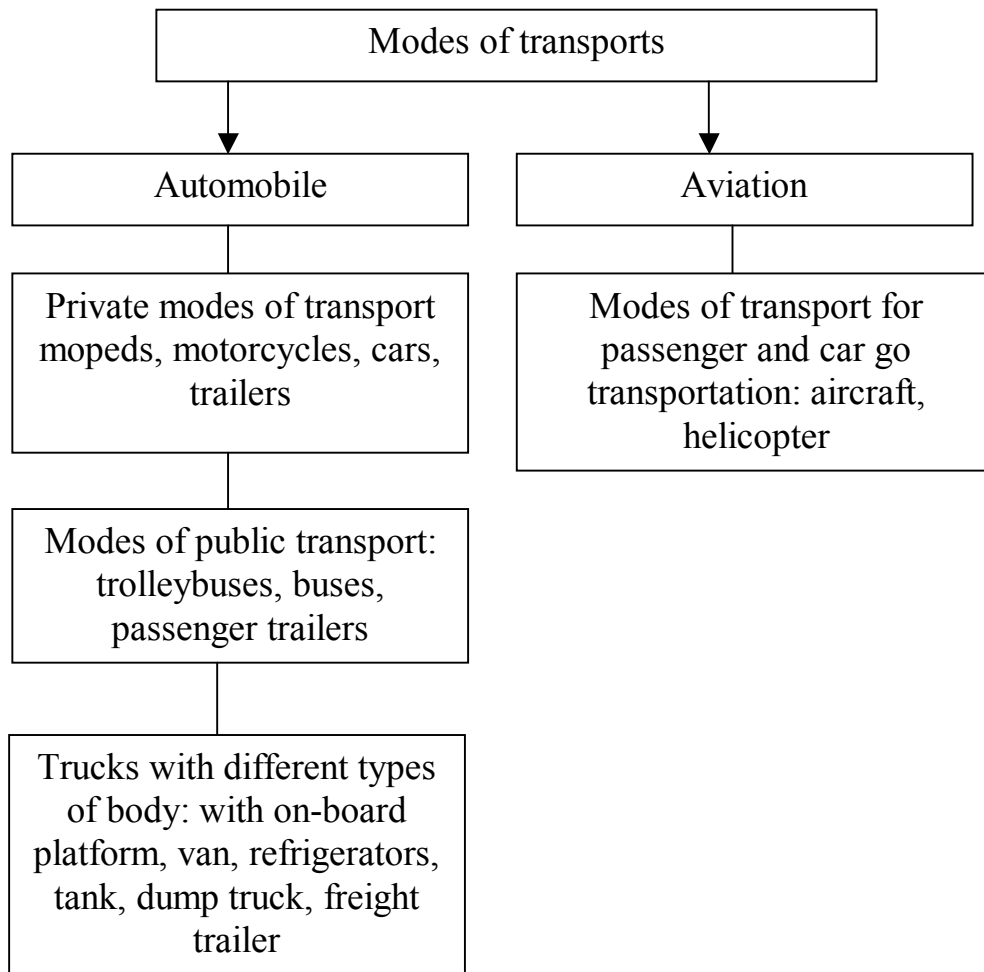 Modes of transports
Automobile
Aviation
Private modes of transport
mopeds, motorcycles, cars,
trailers
Modes of transport for
passenger and car go
transportation: aircraft,
helicopter
Modes of public transport:
trolleybuses, buses,
passenger trailers
Trucks with different types
of body: with on-board
platform, van, refrigerators,
tank, dump truck, freight
trailer